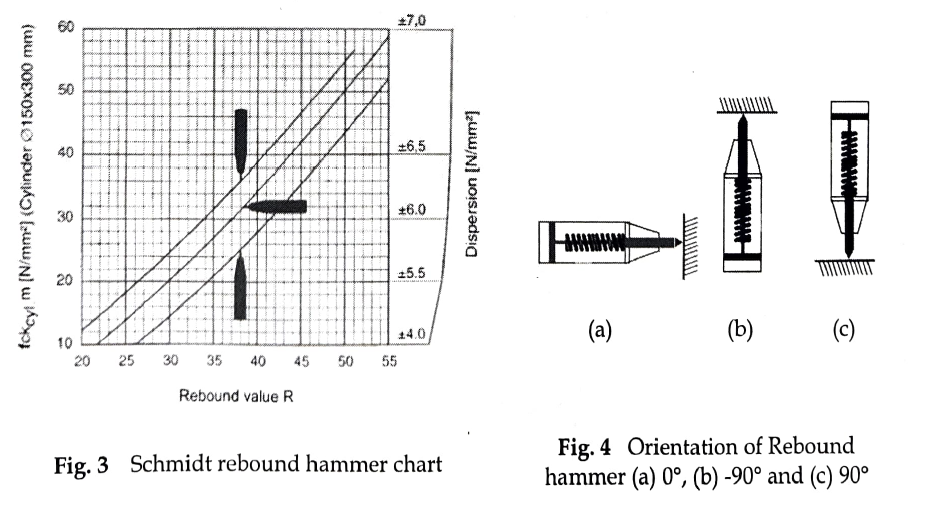 fck cyl m [N/mm²] (Cylinder ∅150x300 mm)
60
50
40
30
20
10
20 25 30 35 40 45 50 55
Rebound value R
±7,0
±6,5
±6.0
±5.5
±4.0
Dispersion [N/mm²]
Fig. 3 Schmidt rebound hammer chart
(a) (b) (c)
Fig. 4 Orientation of Rebound
hammer (a) 0°, (b) -90° and (c) 90°